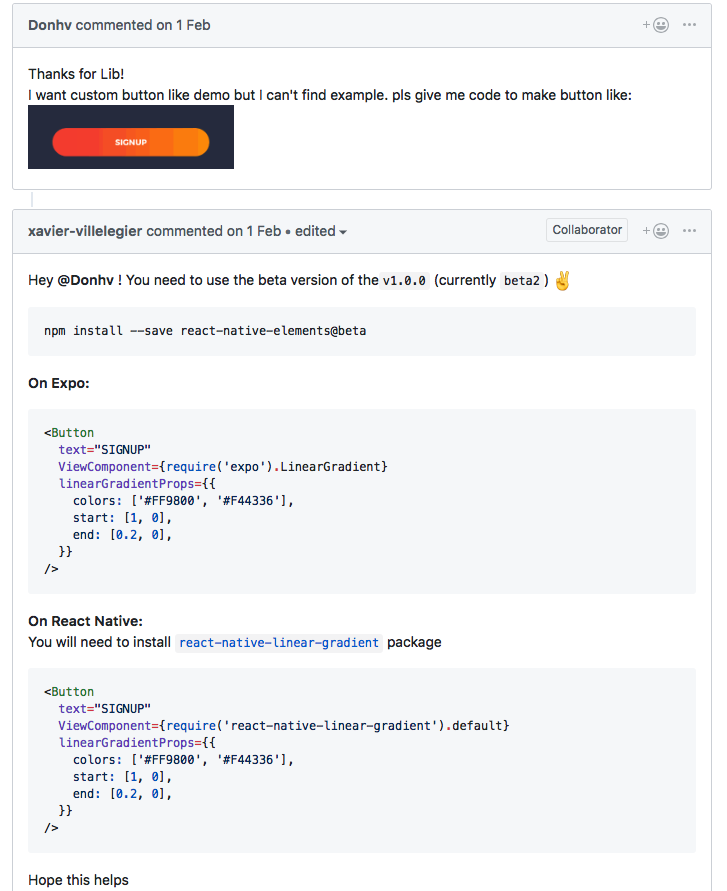 Donhv commented on 1 Feb
Thanks for Lib!
I want custom button like demo but I can't find example. pls give me code to make button like:
SIGNUP
xavier-villelegier commented on 1 Feb • edited
Collaborator
Hey @Donhv ! You need to use the beta version of the v1.0.0 (currently beta2) ✌️
npm install --save react-native-elements@beta
On Expo:
<Button
  text="SIGNUP"
  ViewComponent={require('expo').LinearGradient}
  linearGradientProps={{
    colors: ['#FF9800', '#F44336'],
    start: [1, 0],
    end: [0.2, 0],
  }}
/>
On React Native:
You will need to install react-native-linear-gradient package
<Button
  text="SIGNUP"
  ViewComponent={require('react-native-linear-gradient').default}
  linearGradientProps={{
    colors: ['#FF9800', '#F44336'],
    start: [1, 0],
    end: [0.2, 0],
  }}
/>
Hope this helps